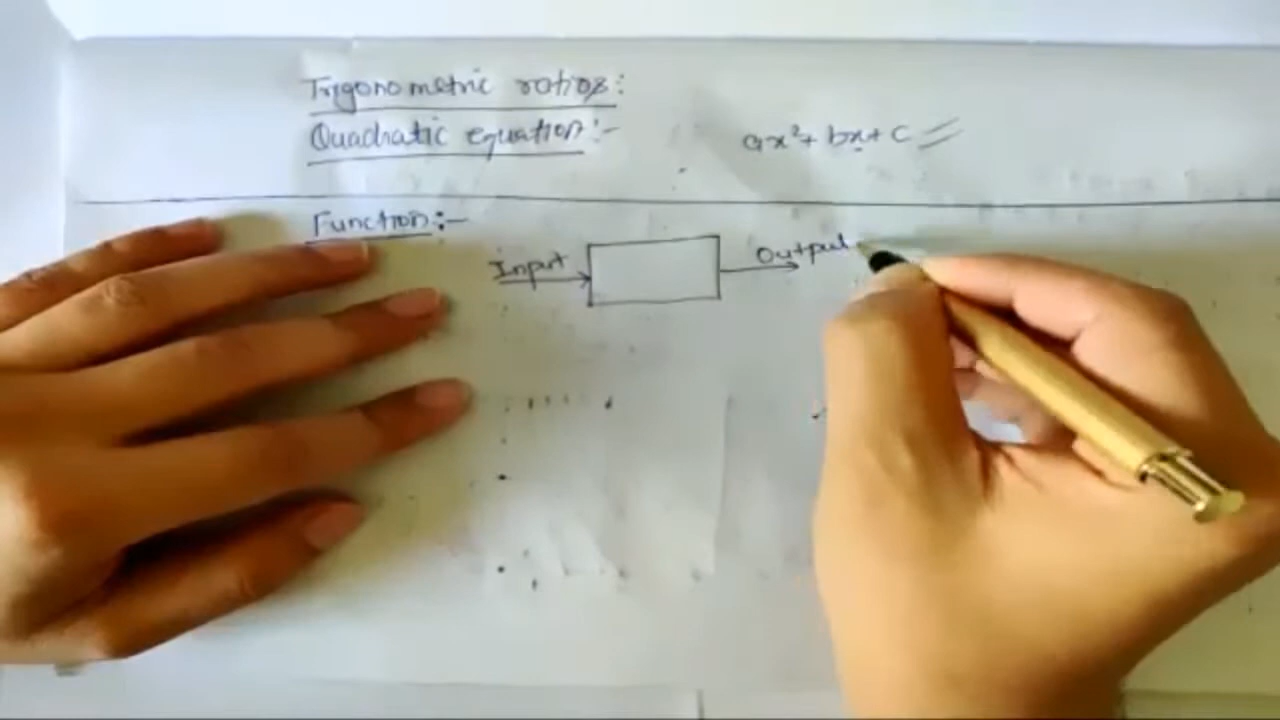 Trigonometric ratios:
Quadratic equation:-
ax²+ bx+ c
Function:-
Input
Output